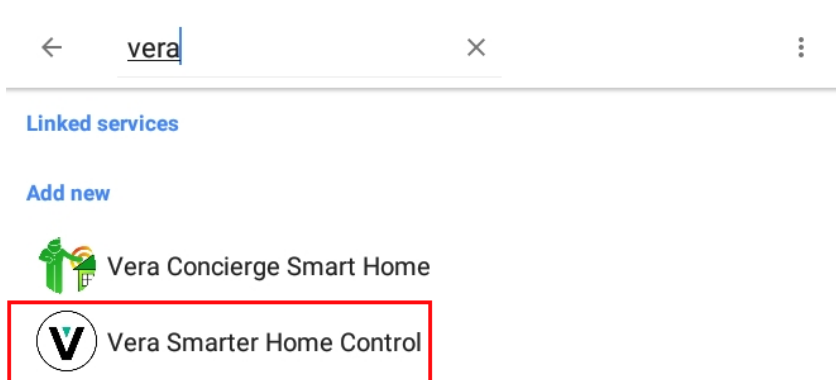 vera
Linked services
Add new
Vera Concierge Smart Home
V Vera Smarter Home Control